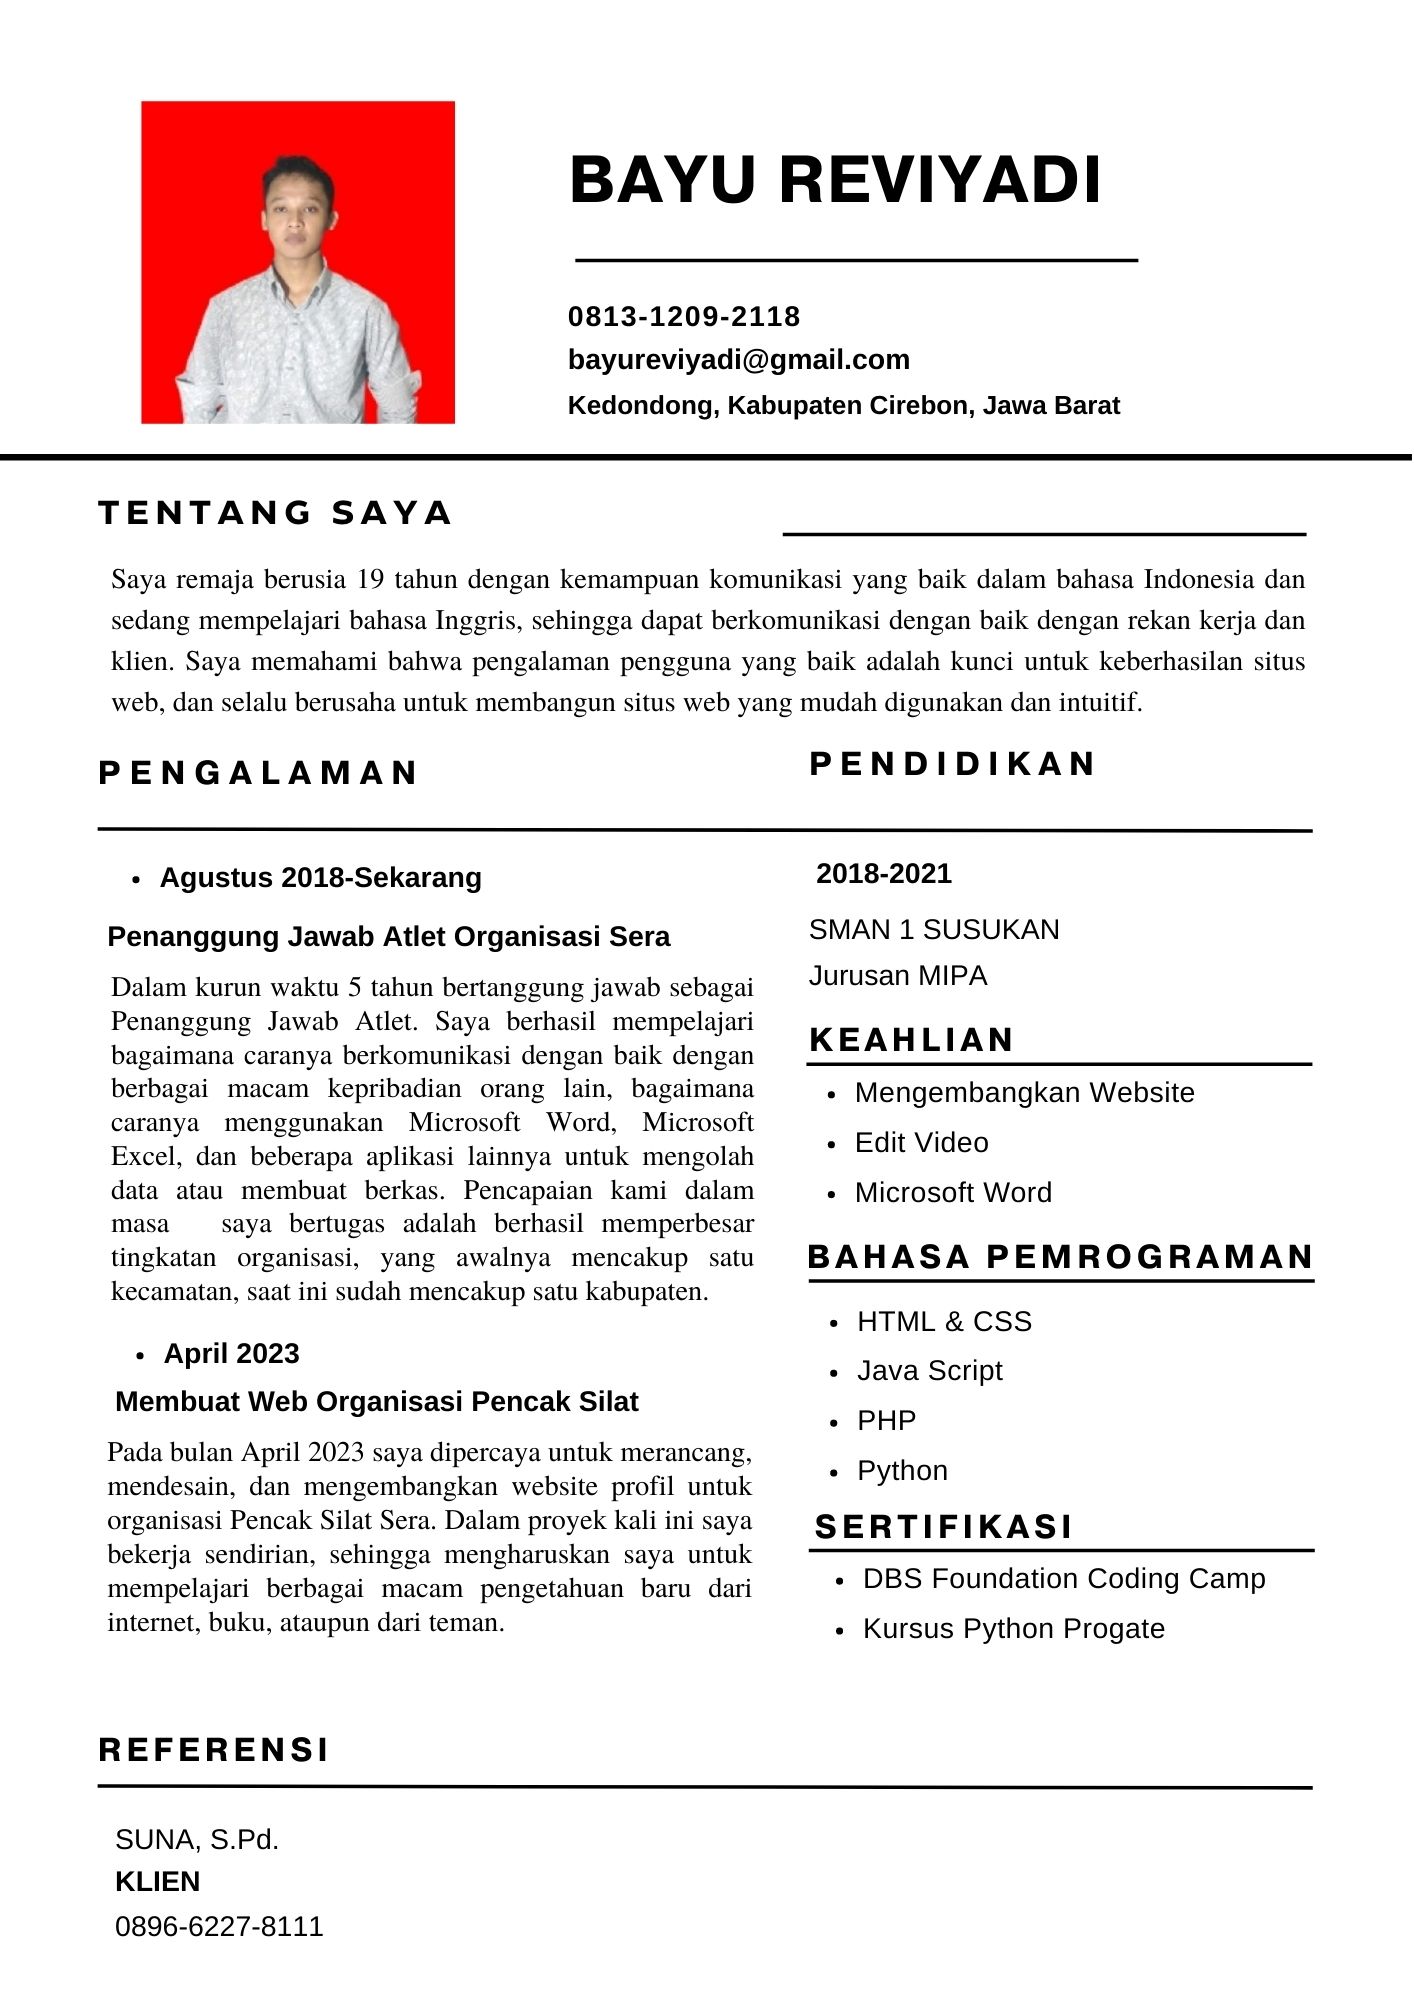 BAYU REVIYADI
0813-1209-2118
bayureviyadi@gmail.com
Kedondong, Kabupaten Cirebon, Jawa Barat
TENTANG SAYA
Saya remaja berusia 19 tahun dengan kemampuan komunikasi yang baik dalam bahasa Indonesia dan
sedang mempelajari bahasa Inggris, sehingga dapat berkomunikasi dengan baik dengan rekan kerja dan
klien. Saya memahami bahwa pengalaman pengguna yang baik adalah kunci untuk keberhasilan situs
web, dan selalu berusaha untuk membangun situs web yang mudah digunakan dan intuitif.
PENGALAMAN
• Agustus 2018-Sekarang
Penanggung Jawab Atlet Organisasi Sera
Dalam kurun waktu 5 tahun bertanggung jawab sebagai
Penanggung Jawab Atlet. Saya berhasil mempelajari
bagaimana caranya berkomunikasi dengan baik dengan
berbagai macam kepribadian orang lain, bagaimana
caranya menggunakan Microsoft Word, Microsoft
Excel, dan beberapa aplikasi lainnya untuk mengolah
data atau membuat berkas. Pencapaian kami dalam
masa saya bertugas adalah berhasil memperbesar
tingkatan organisasi, yang awalnya mencakup satu
kecamatan, saat ini sudah mencakup satu kabupaten.
• April 2023
Membuat Web Organisasi Pencak Silat
Pada bulan April 2023 saya dipercaya untuk merancang,
mendesain, dan mengembangkan website profil untuk
organisasi Pencak Silat Sera. Dalam proyek kali ini saya
bekerja sendirian, sehingga mengharuskan saya untuk
mempelajari berbagai macam pengetahuan baru dari
internet, buku, ataupun dari teman.
PENDIDIKAN
2018-2021
SMAN 1 SUSUKAN
Jurusan MIPA
KEAHLIAN
• Mengembangkan Website
• Edit Video
• Microsoft Word
BAHASA PEMROGRAMAN
• HTML & CSS
• Java Script
• PHP
• Python
SERTIFIKASI
• DBS Foundation Coding Camp
• Kursus Python Progate
REFERENSI
SUNA, S.Pd.
KLIEN
0896-6227-8111